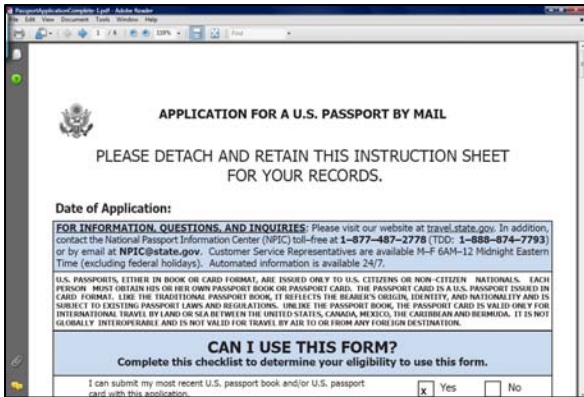 PassportApplicationComplete-1.pdf - Adobe Reader
File Edit View Document Tools Window Help
1 / 6 119% Find
APPLICATION FOR A U.S. PASSPORT BY MAIL
PLEASE DETACH AND RETAIN THIS INSTRUCTION SHEET
FOR YOUR RECORDS.
Date of Application:
FOR INFORMATION, QUESTIONS, AND INQUIRIES: Please visit our website at travel.state.gov. In addition,
contact the National Passport Information Center (NPIC) toll-free at 1-877-487-2778 (TDD: 1-888-874-7793)
or by email at NPIC@state.gov. Customer Service Representatives are available M-F 6AM-12 Midnight Eastern
Time (excluding federal holidays). Automated information is available 24/7.
U.S. PASSPORTS, EITHER IN BOOK OR CARD FORMAT, ARE ISSUED ONLY TO U.S. CITIZENS OR NON-CITIZEN NATIONALS. EACH
PERSON MUST OBTAIN HIS OR HER OWN PASSPORT BOOK OR PASSPORT CARD. THE PASSPORT CARD IS A U.S. PASSPORT ISSUED IN
CARD FORMAT. LIKE THE TRADITIONAL PASSPORT BOOK, IT REFLECTS THE BEARER'S ORIGIN, IDENTITY, AND NATIONALITY AND IS
SUBJECT TO EXISTING PASSPORT LAWS AND REGULATIONS. UNLIKE THE PASSPORT BOOK, THE PASSPORT CARD IS VALID ONLY FOR
INTERNATIONAL TRAVEL BY LAND OR SEA BETWEEN THE UNITED STATES, CANADA, MEXICO, THE CARIBBEAN AND BERMUDA. IT IS NOT
GLOBALLY INTEROPERABLE AND IS NOT VALID FOR TRAVEL BY AIR TO OR FROM ANY FOREIGN DESTINATION.
CAN I USE THIS FORM?
Complete this checklist to determine your eligibility to use this form.
I can submit my most recent U.S. passport book and/or U.S. passport
card with this application. x Yes No